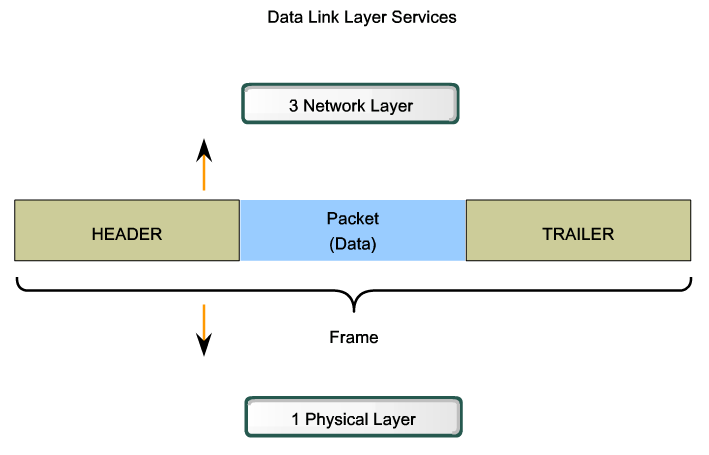 Data Link Layer Services
3 Network Layer
HEADER
Packet
(Data)
TRAILER
Frame
1 Physical Layer